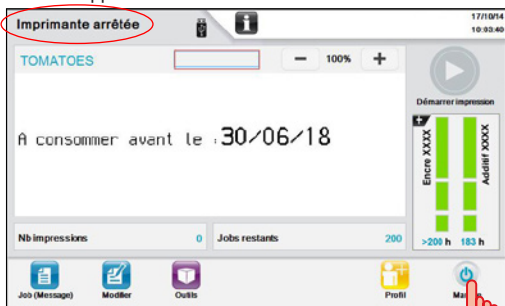 Imprimante arrêtée
17/10/14
10:03:40
TOMATOES
100%
Démarrer impression
A consommer avant le : 30/06/18
Encre XXXX
Additif XXXX
Nb impressions 0
Jobs restants 200
>200 h 183 h
Job (Message)
Modifier
Outils
Profil